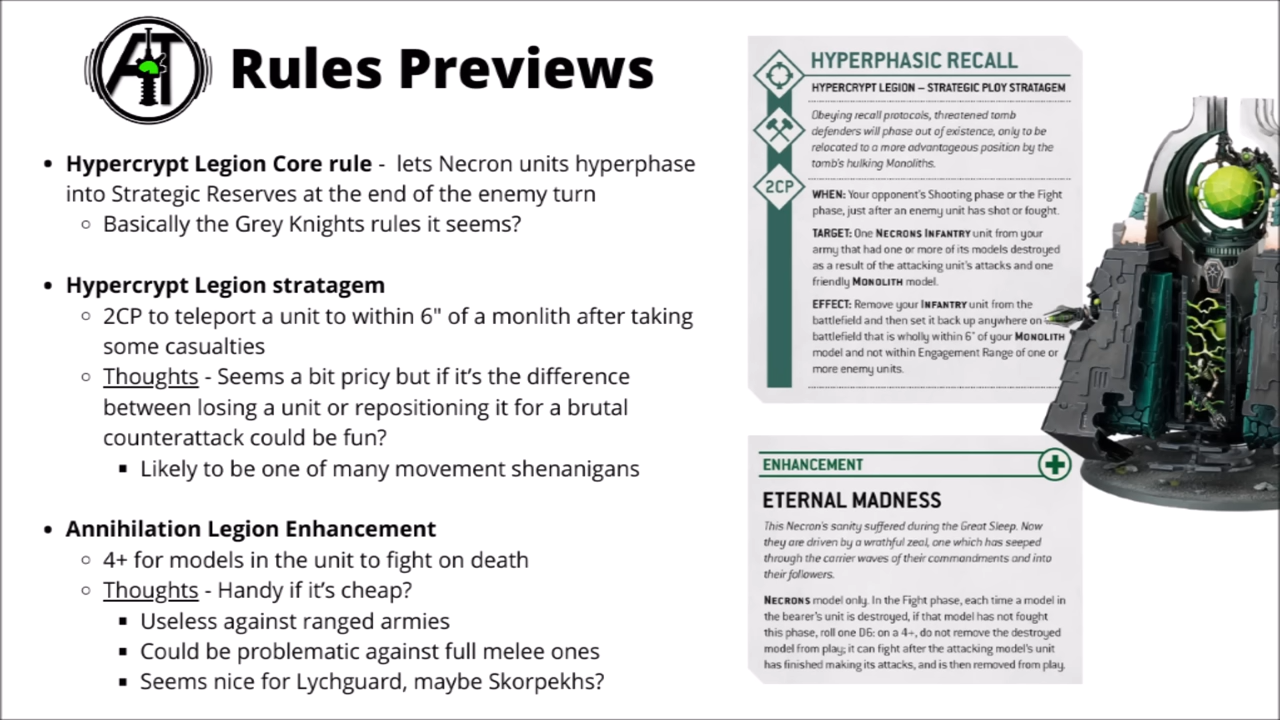 AT
Rules Previews
• Hypercrypt Legion Core rule - lets Necron units hyperphase
into Strategic Reserves at the end of the enemy turn
○ Basically the Grey Knights rules it seems?
• Hypercrypt Legion stratagem
○ 2CP to teleport a unit to within 6" of a monlith after taking
some casualties
○ Thoughts - Seems a bit pricy but if it's the difference
between losing a unit or repositioning it for a brutal
counterattack could be fun?
▪ Likely to be one of many movement shenanigans
• Annihilation Legion Enhancement
○ 4+ for models in the unit to fight on death
○ Thoughts - Handy if it's cheap?
▪ Useless against ranged armies
▪ Could be problematic against full melee ones
▪ Seems nice for Lychguard, maybe Skorpekhs?
HYPERPHASIC RECALL
HYPERCRYPT LEGION – STRATEGIC PLOY STRATAGEM
Obeying recall protocols, threatened tomb
defenders will phase out of existence, only to be
relocated to a more advantageous position by the
tomb's hulking Monoliths.
2CP
WHEN: Your opponent's Shooting phase or the Fight
phase, just after an enemy unit has shot or fought.
TARGET: One NECRONS INFANTRY unit from your
army that had one or more of its models destroyed
as a result of the attacking unit's attacks and one
friendly MONOLITH model.
EFFECT: Remove your INFANTRY unit from the
battlefield and then set it back up anywhere on
battlefield that is wholly within 6" of your MONOLITH
model and not within Engagement Range of one or
more enemy units.
ENHANCEMENT
ETERNAL MADNESS
This Necron's sanity suffered during the Great Sleep. Now
they are driven by a wrathful zeal, one which has seeped
through the carrier waves of their commandments and into
their followers.
NECRONS model only. In the Fight phase, each time a model in
the bearer's unit is destroyed, if that model has not fought
this phase, roll one D6: on a 4+, do not remove the destroyed
model from play; it can fight after the attacking model's unit
has finished making its attacks, and is then removed from play.